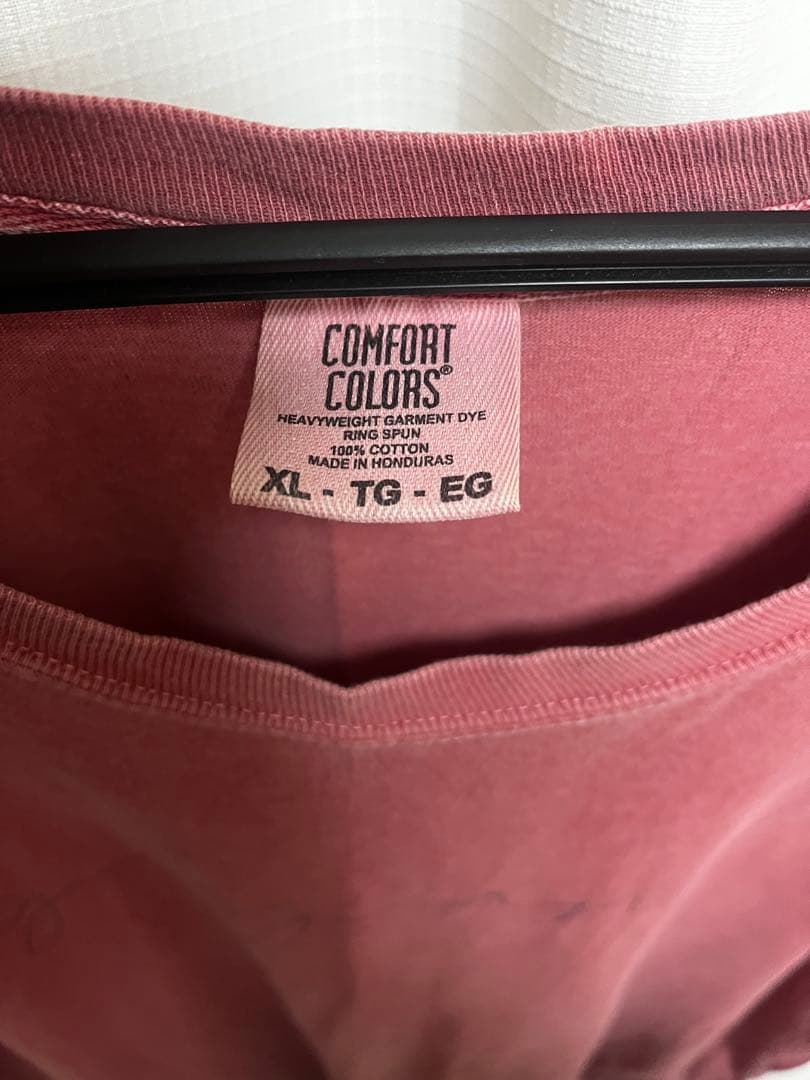 COMFORT
COLORS®
HEAVYWEIGHT GARMENT DYE
RING SPUN
100% COTTON
MADE IN HONDURAS
XL - TG - EG